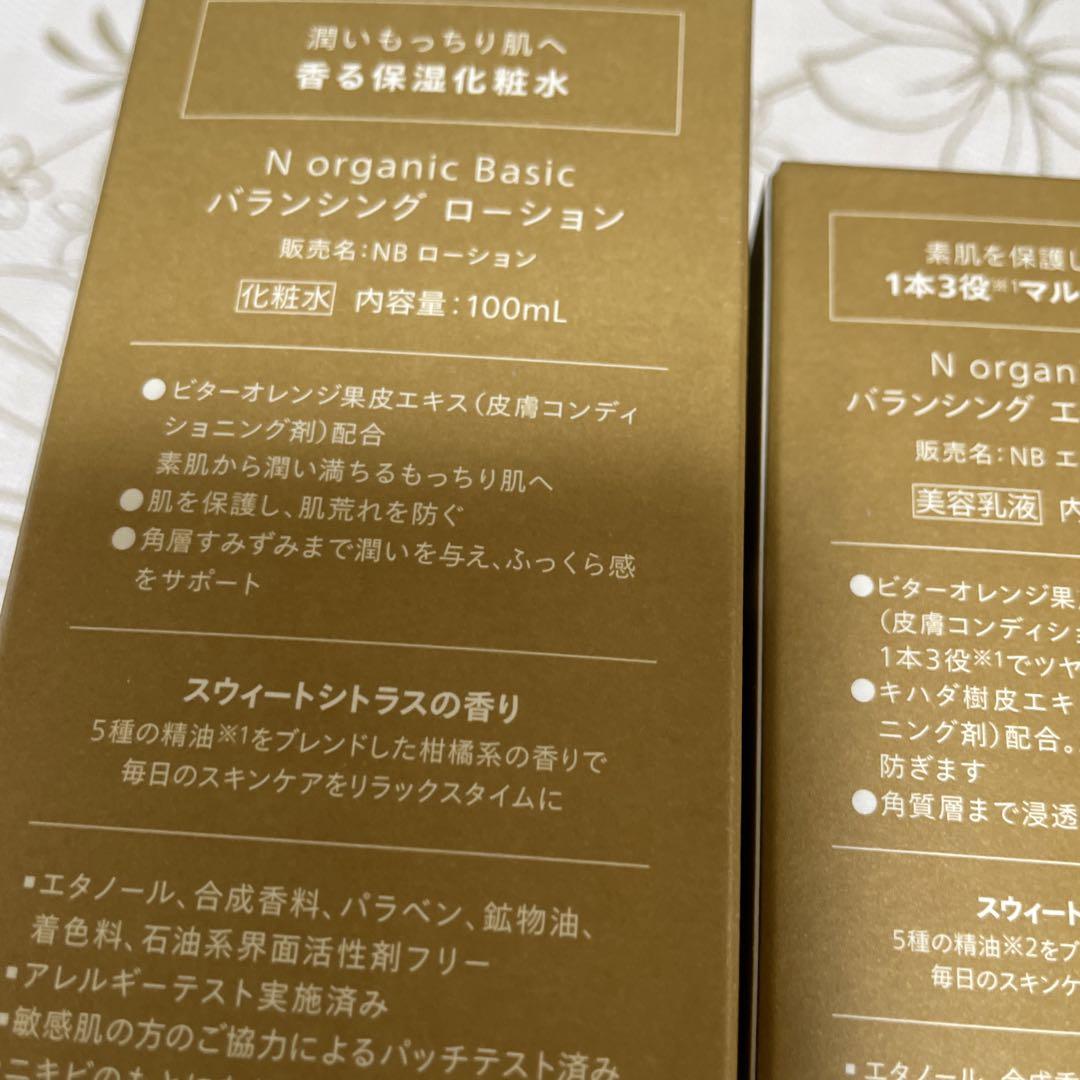 潤いもっちり肌へ
香る保湿化粧水
N organic Basic
バランシング ローション
販売名:NB ローション
化粧水 内容量:100mL
●ビターオレンジ果皮エキス(皮膚コンディ
ショニング剤)配合
素肌から潤い満ちるもっちり肌へ
●肌を保護し、肌荒れを防ぐ
●角層すみずみまで潤いを与え、ふっくら感
をサポート
スウィートシトラスの香り
5種の精油※1をブレンドした柑橘系の香りで
毎日のスキンケアをリラックスタイムに
▪エタノール、合成香料、パラベン、鉱物油、
着色料、石油系界面活性剤フリー
▪アレルギーテスト実施済み
▪敏感肌の方のご協力によるパッチテスト済み
ニキビのもとに
素肌を保護し
1本3役※1マル
N organ
バランシング エ
販売名:NB エ
美容乳液 内
●ビターオレンジ果
(皮膚コンディショ
1本3役※1でツヤ
●キハダ樹皮エキ
ニング剤)配合。
防ぎます
●角質層まで浸透
スウィート
5種の精油※2をブ
毎日のスキンケ
▪エタノール、合成香